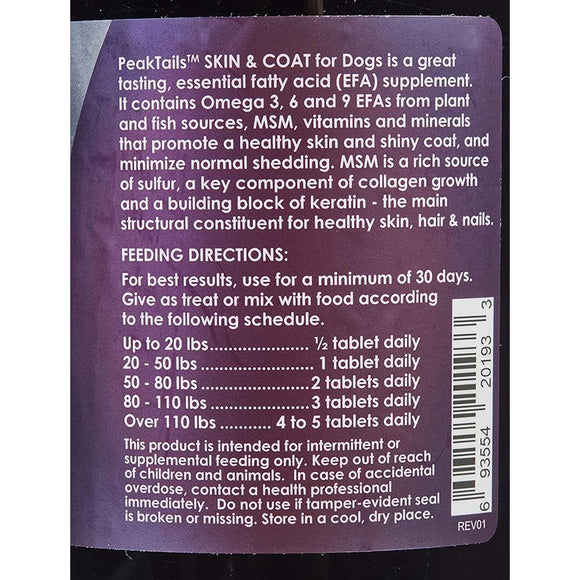 PeakTails™ SKIN & COAT for Dogs is a great
tasting, essential fatty acid (EFA) supplement.
It contains Omega 3, 6 and 9 EFAs from plant
and fish sources, MSM, vitamins and minerals
that promote a healthy skin and shiny coat, and
minimize normal shedding. MSM is a rich source
of sulfur, a key component of collagen growth
and a building block of keratin - the main
structural constituent for healthy skin, hair & nails.
FEEDING DIRECTIONS:
For best results, use for a minimum of 30 days.
Give as treat or mix with food according
to the following schedule.
Up to 20 lbs.................... ½ tablet daily
20 - 50 lbs ....................... 1 tablet daily
50 - 80 lbs ..................... 2 tablets daily
80 - 110 lbs ................... 3 tablets daily
Over 110 lbs .......... 4 to 5 tablets daily
This product is intended for intermittent or
supplemental feeding only. Keep out of reach
of children and animals. In case of accidental
overdose, contact a health professional
immediately. Do not use if tamper-evident seal
is broken or missing. Store in a cool, dry place.
6 93554 20193 3
REV01